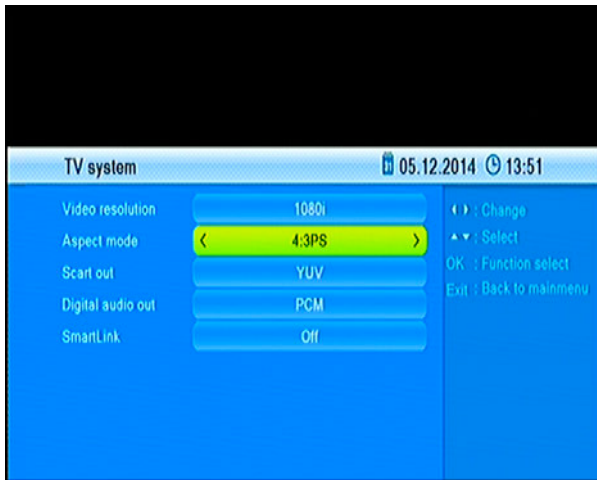 TV system 31 05.12.2014 13:51
Video resolution 1080i
Aspect mode < 4:3PS >
Scart out YUV
Digital audio out PCM
SmartLink Off
: Change
: Select
OK : Function select
Exit : Back to mainmenu